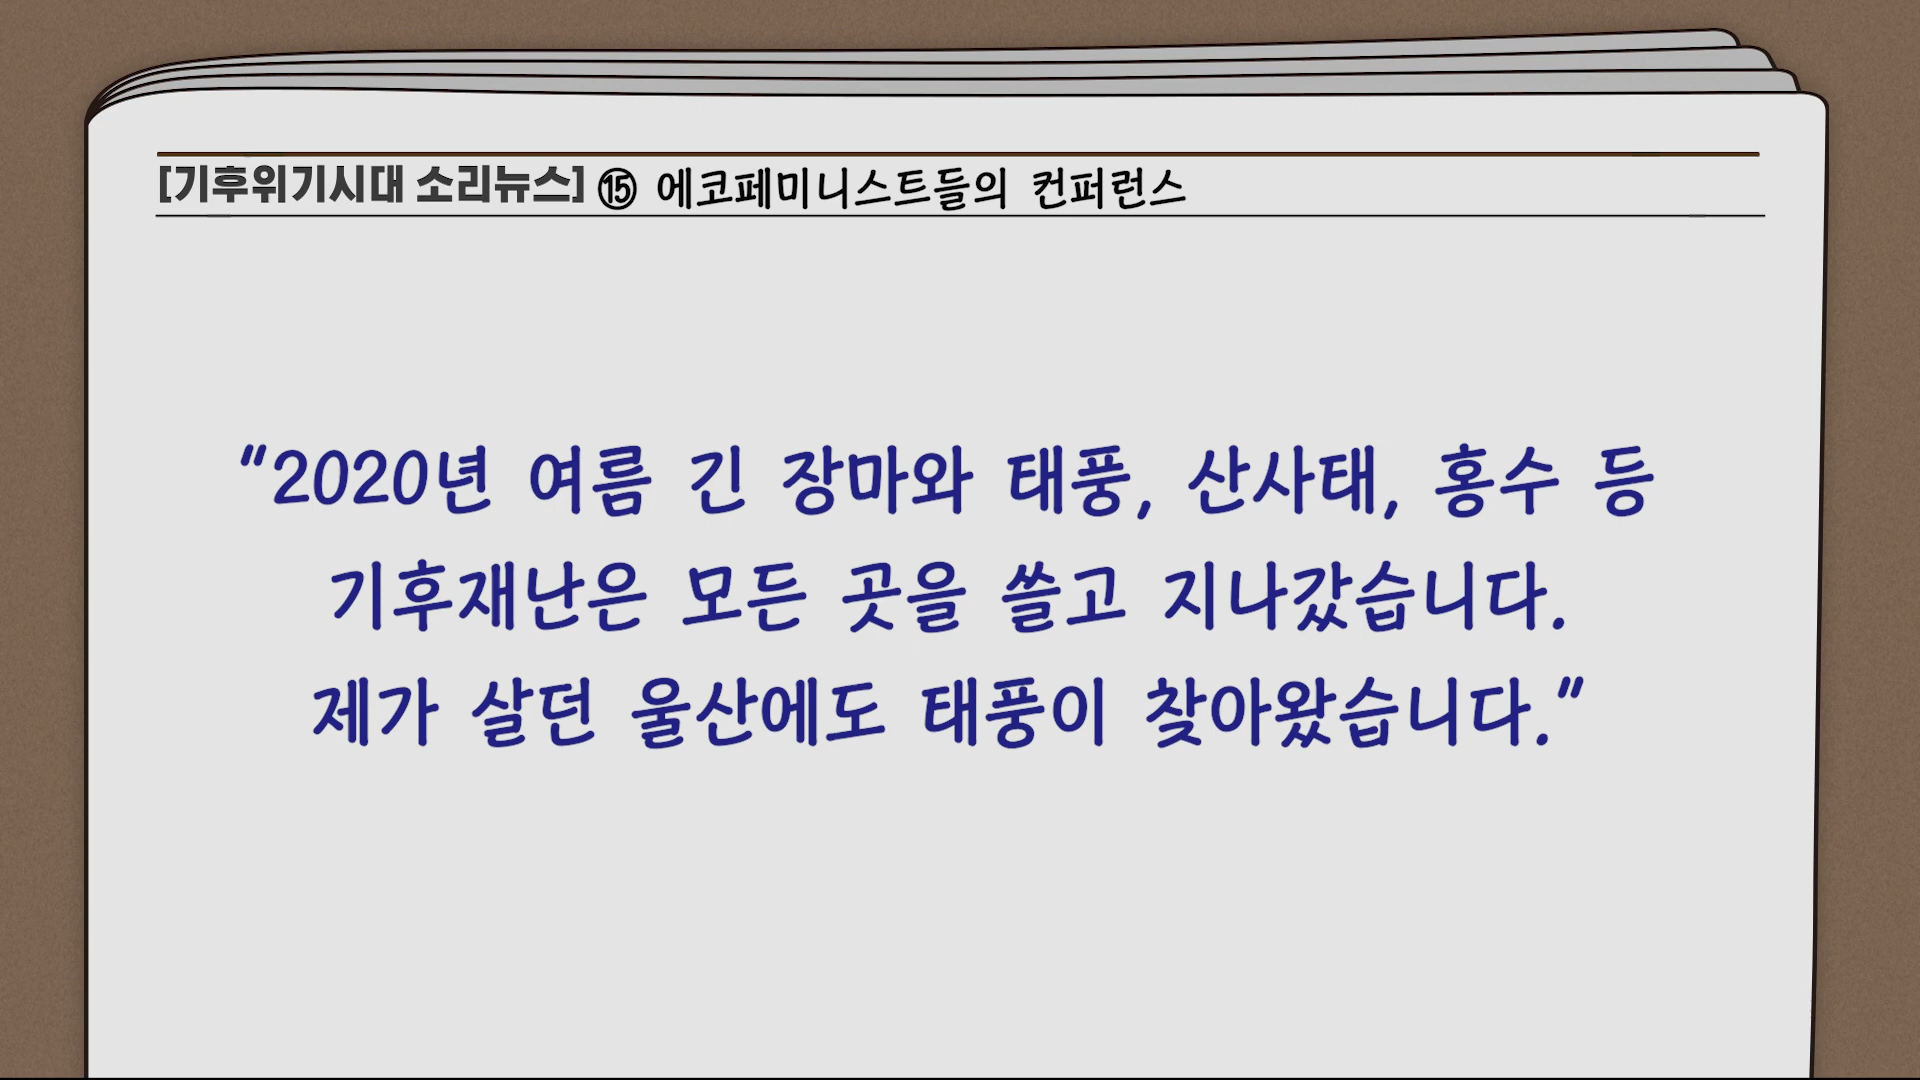 [기후위기시대 소리뉴스] ⑮ 에코페미니스트들의 컨퍼런스
"2020년 여름 긴 장마와 태풍, 산사태, 홍수 등
기후재난은 모든 곳을 쓸고 지나갔습니다.
제가 살던 울산에도 태풍이 찾아왔습니다."